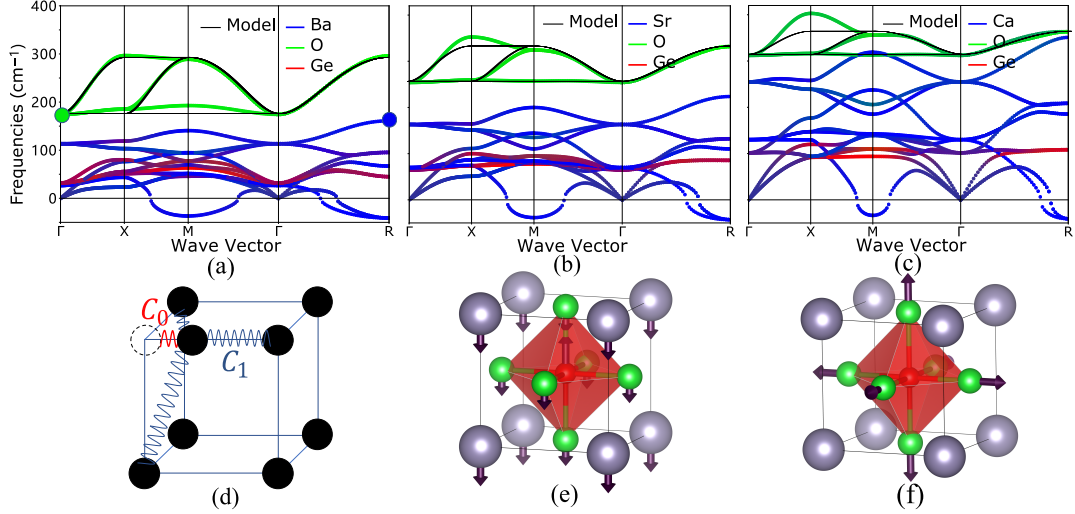 400
300
200
100
0
Frequencies (cm⁻¹)
Model Ba
O
Ge
Γ X M Γ R
Wave Vector
(a)
Model Sr
O
Ge
Γ X M Γ R
Wave Vector
(b)
Model Ca
O
Ge
Γ X M Γ R
Wave Vector
(c)
C₀
C₁
(d)
(e)
(f)